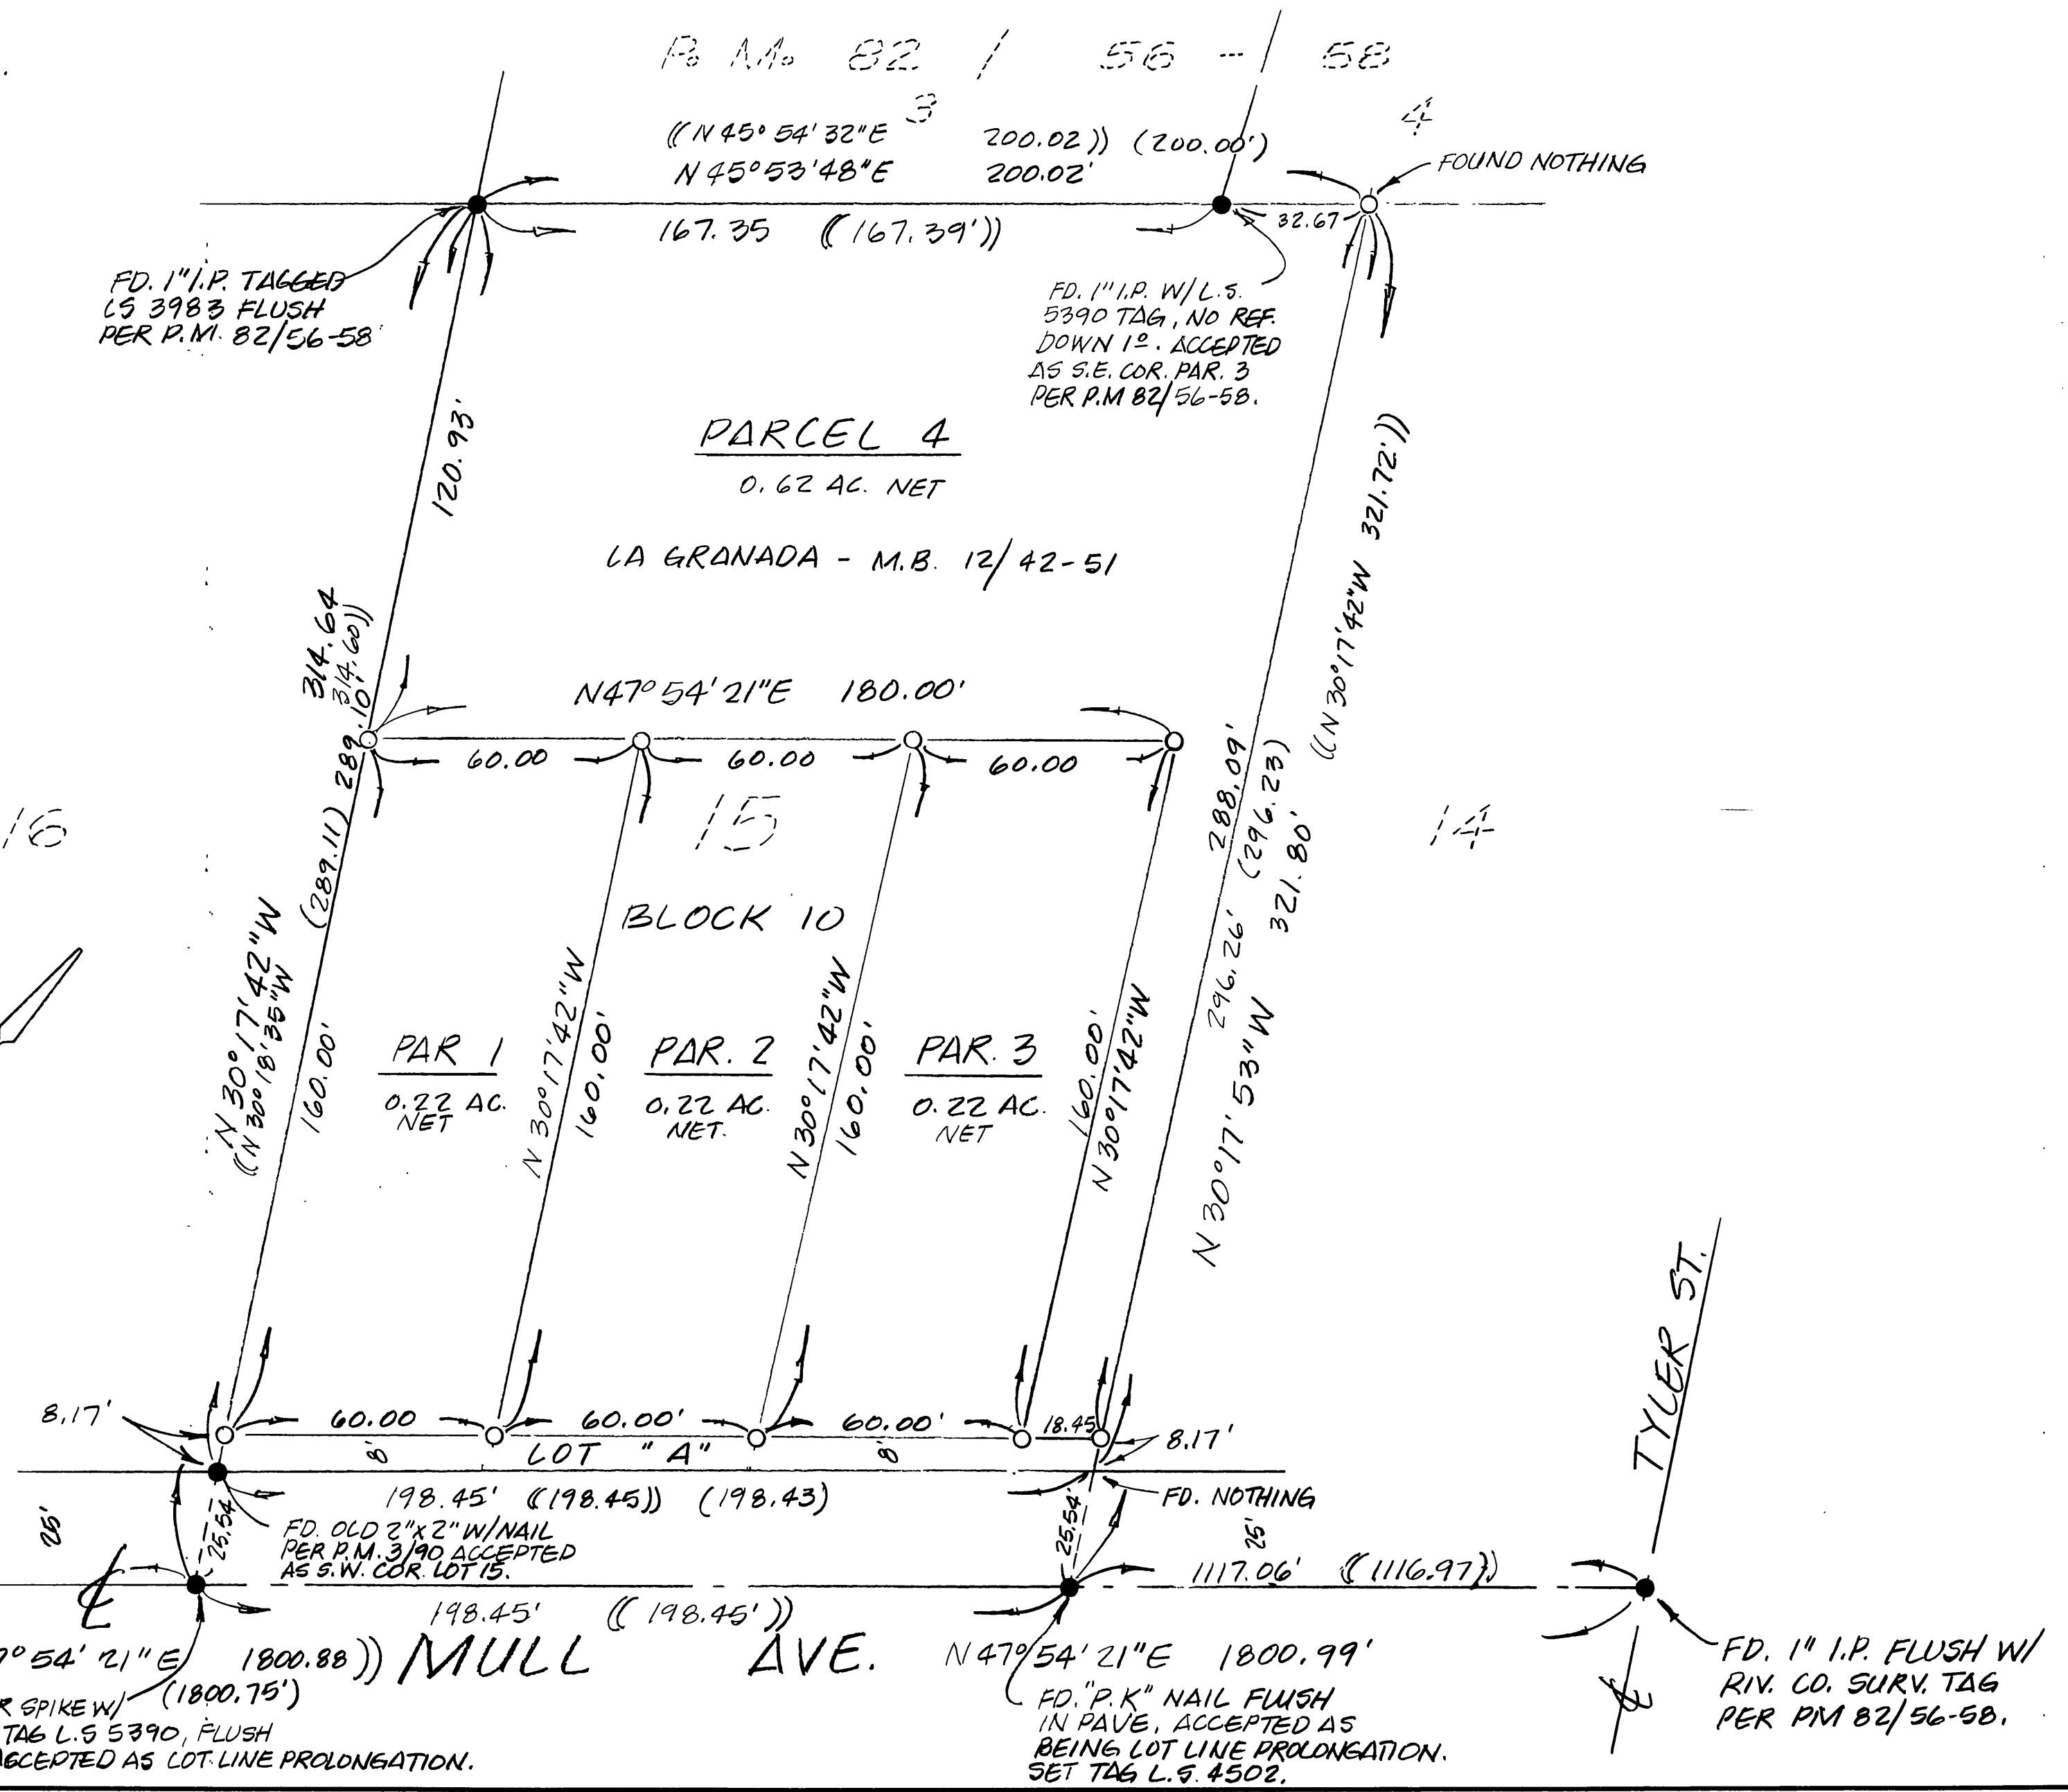 P. M. 82 / 56 - 58
3
4
((N 45° 54' 32" E 200.02)) (200.00')
N 45° 53' 48" E 200.02'
FOUND NOTHING
167.35 ((167.39'))
32.67
FD. 1" I.P. TAGGED
LS 3983 FLUSH
PER P.M. 82/56-58
FD. 1" I.P. W/ L.S.
5390 TAG, NO REF.
DOWN 1º. ACCEPTED
AS S.E. COR. PAR. 3
PER P.M 82/56-58.
120.93'
PARCEL 4
0.62 AC. NET
LA GRANADA - M.B. 12/42-51
((N 30° 17' 42" W 321.72'))
314.64
314.60))
(289.11) 289.10'
N47° 54' 21" E 180.00'
60.00
60.00
60.00
288.09'
296.26' (296.23)
N 30° 17' 53" W 321.80'
16
15
14
BLOCK 10
N 30° 17' 42" W
((N 30° 18' 35" W
160.00'
PAR 1
0.22 AC.
NET
N 30° 17' 42" W
160.00'
PAR. 2
0.22 AC.
NET.
N 30° 17' 42" W
160.00'
PAR. 3
0.22 AC.
NET
160.00'
N 30° 17' 42" W
TYLER ST.
8.17'
60.00
60.00'
60.00'
18.45
8.17'
8'
LOT "A"
8'
198.45' ((198.45)) (198.43)
FD. NOTHING
25'
25.54
FD. OLD 2"x2" W/NAIL
PER P.M. 3/90 ACCEPTED
AS S.W. COR. LOT 15.
25.54'
25'
1117.06' ((1116.97))
198.45' ((198.45'))
7° 54' 21" E 1800.88))
(1800.75')
MULL AVE.
N 47° 54' 21" E 1800.99'
R SPIKE W/
TAG L.S 5390, FLUSH
ACCEPTED AS LOT LINE PROLONGATION.
FD. "P.K" NAIL FLUSH
IN PAVE, ACCEPTED AS
BEING LOT LINE PROLONGATION.
SET TAG L.S. 4502.
FD. 1" I.P. FLUSH W/
RIV. CO. SURV. TAG
PER PM 82/56-58.